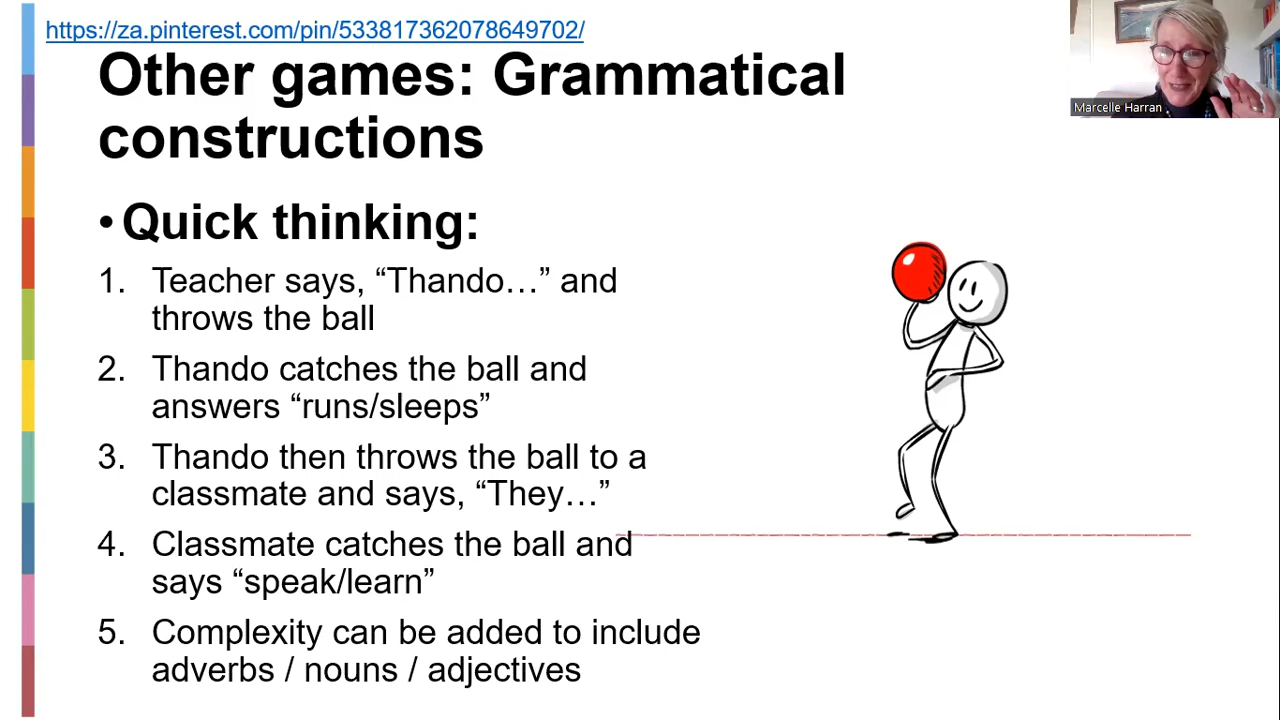 https://za.pinterest.com/pin/533817362078649702/
Other games: Grammatical
constructions
Marcelle Harran
• Quick thinking:
1. Teacher says, “Thando…” and
throws the ball
2. Thando catches the ball and
answers “runs/sleeps”
3. Thando then throws the ball to a
classmate and says, “They…”
4. Classmate catches the ball and
says “speak/learn”
5. Complexity can be added to include
adverbs / nouns / adjectives